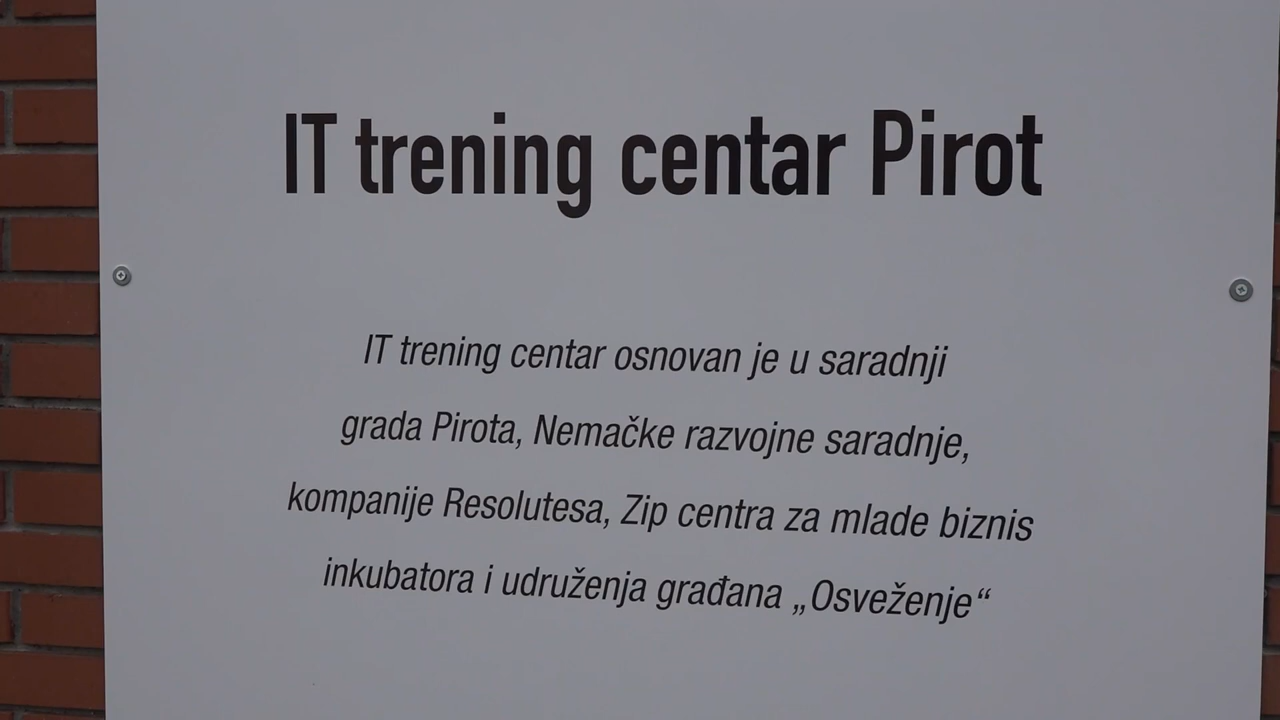 IT trening centar Pirot
IT trening centar osnovan je u saradnji
grada Pirota, Nemačke razvojne saradnje,
kompanije Resolutesa, Zip centra za mlade biznis
inkubatora i udruženja građana „Osveženje“